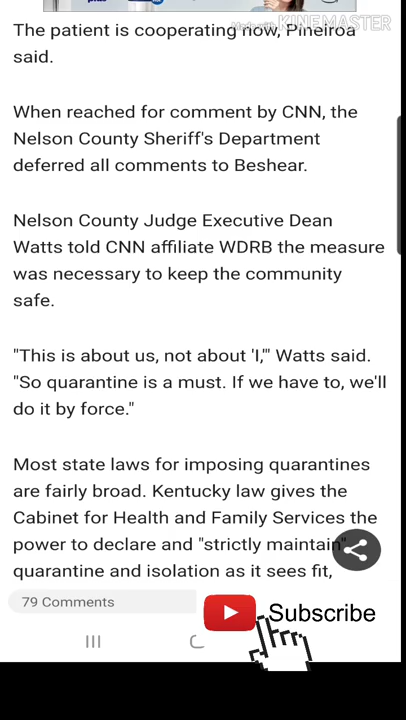 Made with KINEMASTER
The patient is cooperating now, Pineiroa
said.
When reached for comment by CNN, the
Nelson County Sheriff's Department
deferred all comments to Beshear.
Nelson County Judge Executive Dean
Watts told CNN affiliate WDRB the measure
was necessary to keep the community
safe.
"This is about us, not about 'I,'" Watts said.
"So quarantine is a must. If we have to, we'll
do it by force."
Most state laws for imposing quarantines
are fairly broad. Kentucky law gives the
Cabinet for Health and Family Services the
power to declare and "strictly maintain"
quarantine and isolation as it sees fit,
79 Comments
Subscribe